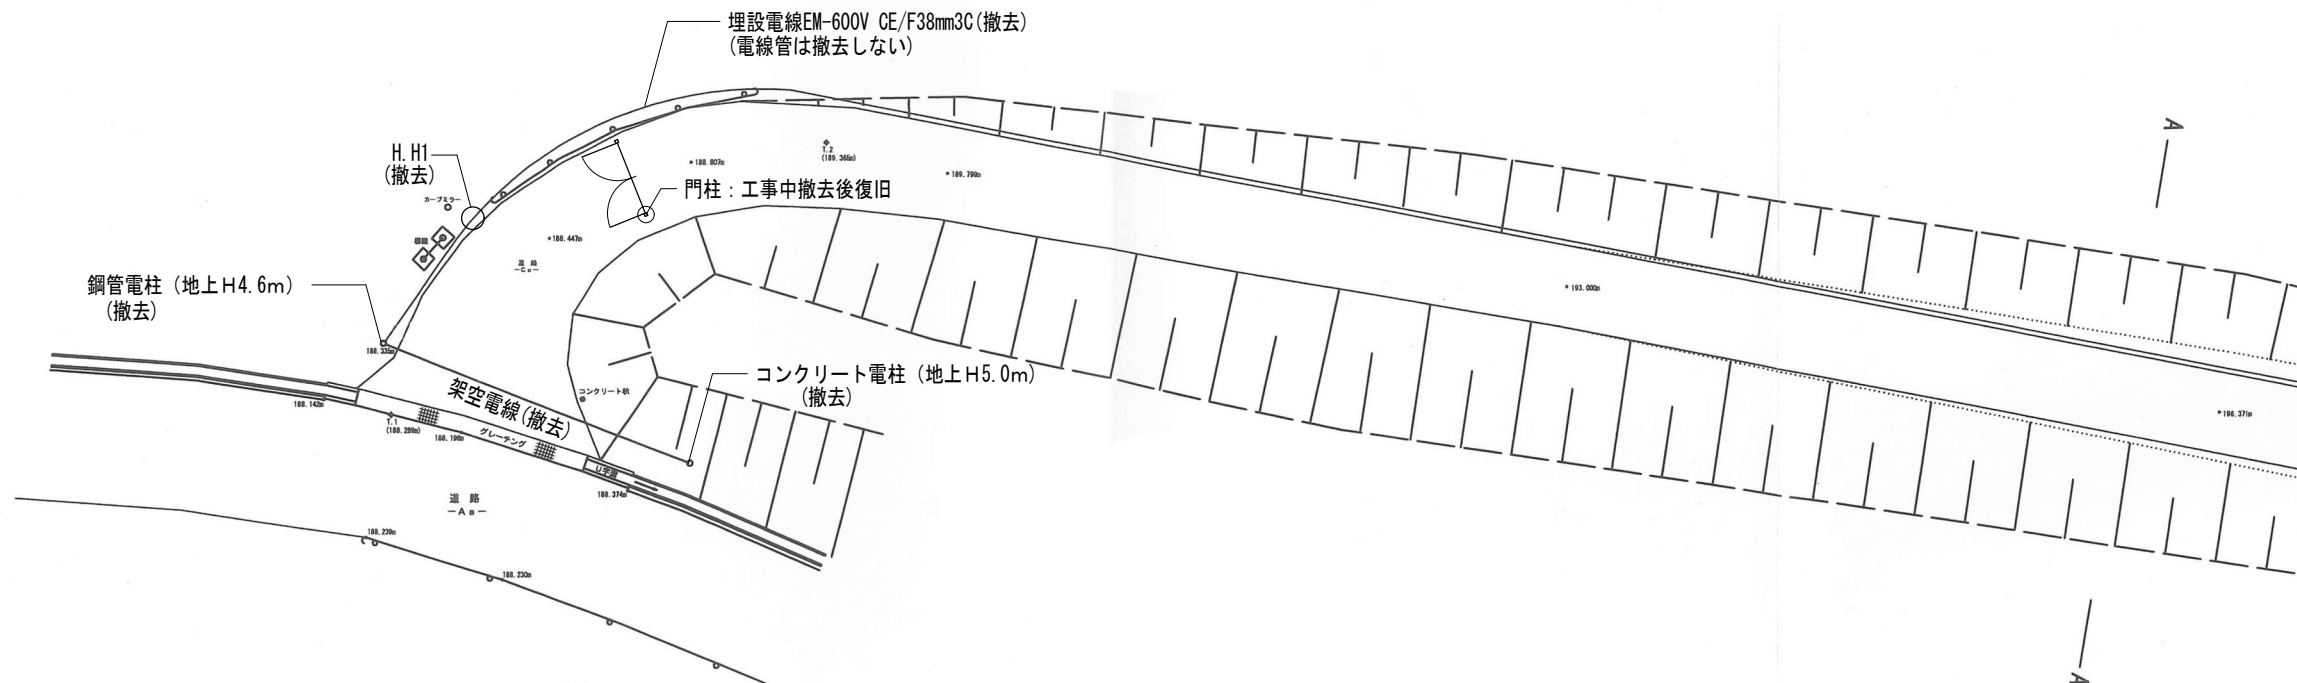 埋設電線EM-600V CE/F38mm3C(撤去)
(電線管は撤去しない)
H.H1
(撤去)
カーブミラー
門柱：工事中撤去後復旧
188.807m
T.2
(189.365m)
189.799m
188.447m
道 路
－Co－
鋼管電柱（地上H4.6m）
(撤去)
188.335m
193.000m
コンクリート電柱（地上H5.0m）
(撤去)
架空電線(撤去)
コンクリート杭
188.142m
T.1
(188.289m)
188.196m
グレーチング
U字溝
188.374m
196.371m
道 路
－As－
188.239m
188.230m
A
A